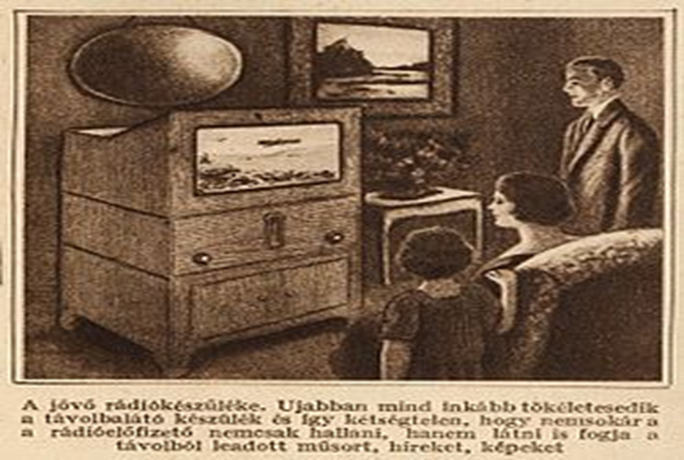 A jövő rádiókészüléke. Ujabban mind inkább tökéletesedik
a távolbalátó készülék és így kétségtelen, hogy nemsokára
a rádióelőfizető nemcsak hallani, hanem látni is fogja a
távolból leadott műsort, híreket, képeket